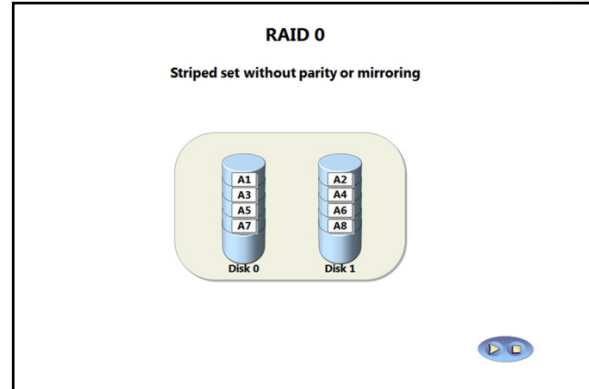 RAID 0
Striped set without parity or mirroring
A1 A2
A3 A4
A5 A6
A7 A8
Disk 0 Disk 1